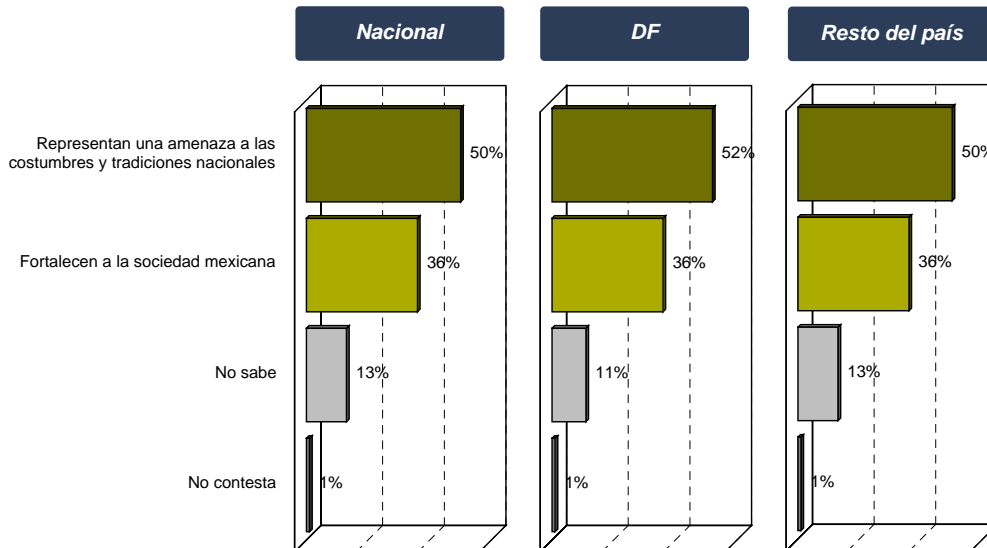 Nacional
DF
Resto del país
Representan una amenaza a las
costumbres y tradiciones nacionales
50%
52%
50%
Fortalecen a la sociedad mexicana
36%
36%
36%
No sabe
13%
11%
13%
No contesta
1%
1%
1%